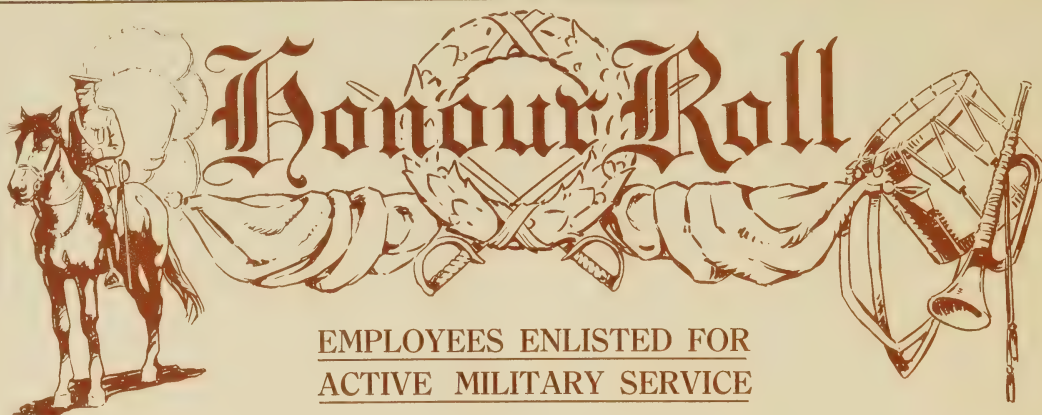 Honour Roll
EMPLOYEES ENLISTED FOR
ACTIVE MILITARY SERVICE